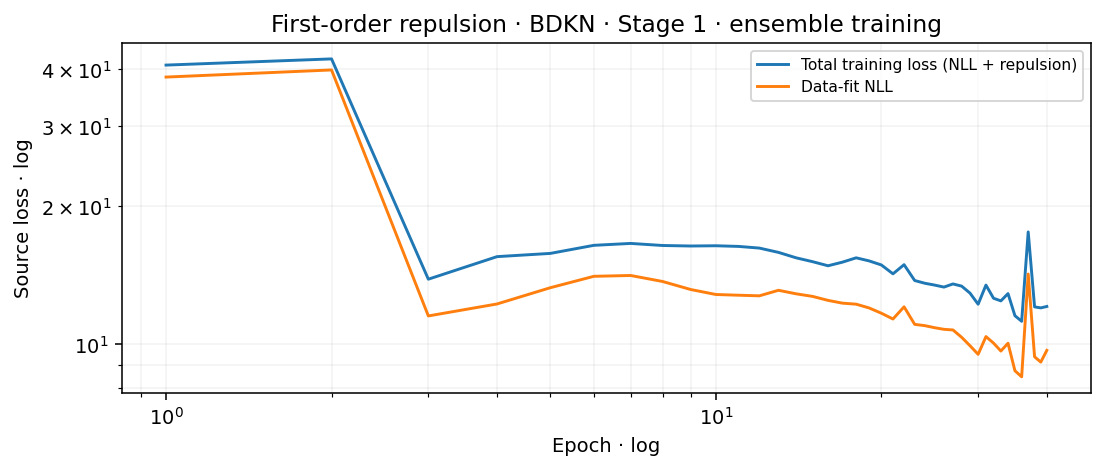 First-order repulsion · BDKN · Stage 1 · ensemble training
Total training loss (NLL + repulsion)
Data-fit NLL
Source loss · log
4 × 10¹
3 × 10¹
2 × 10¹
10¹
10⁰
10¹
Epoch · log